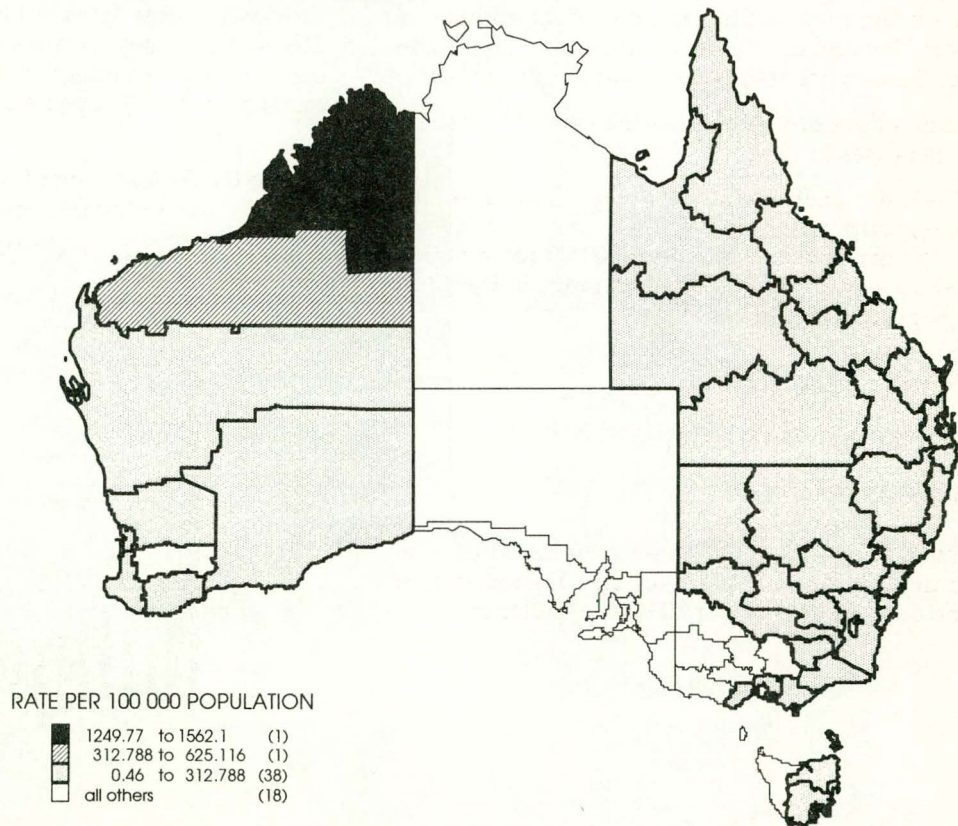 RATE PER 100 000 POPULATION
1249.77 to 1562.1 (1)
312.788 to 625.116 (1)
0.46 to 312.788 (38)
all others (18)